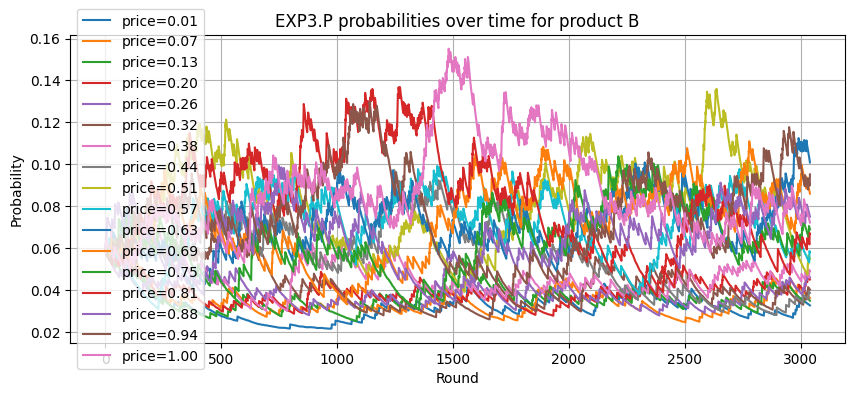 EXP3.P probabilities over time for product B
price=0.01
price=0.07
price=0.13
price=0.20
price=0.26
price=0.32
price=0.38
price=0.44
price=0.51
price=0.57
price=0.63
price=0.69
price=0.75
price=0.81
price=0.88
price=0.94
price=1.00
Probability
0.16
0.14
0.12
0.10
0.08
0.06
0.04
0.02
0 500 1000 1500 2000 2500 3000
Round